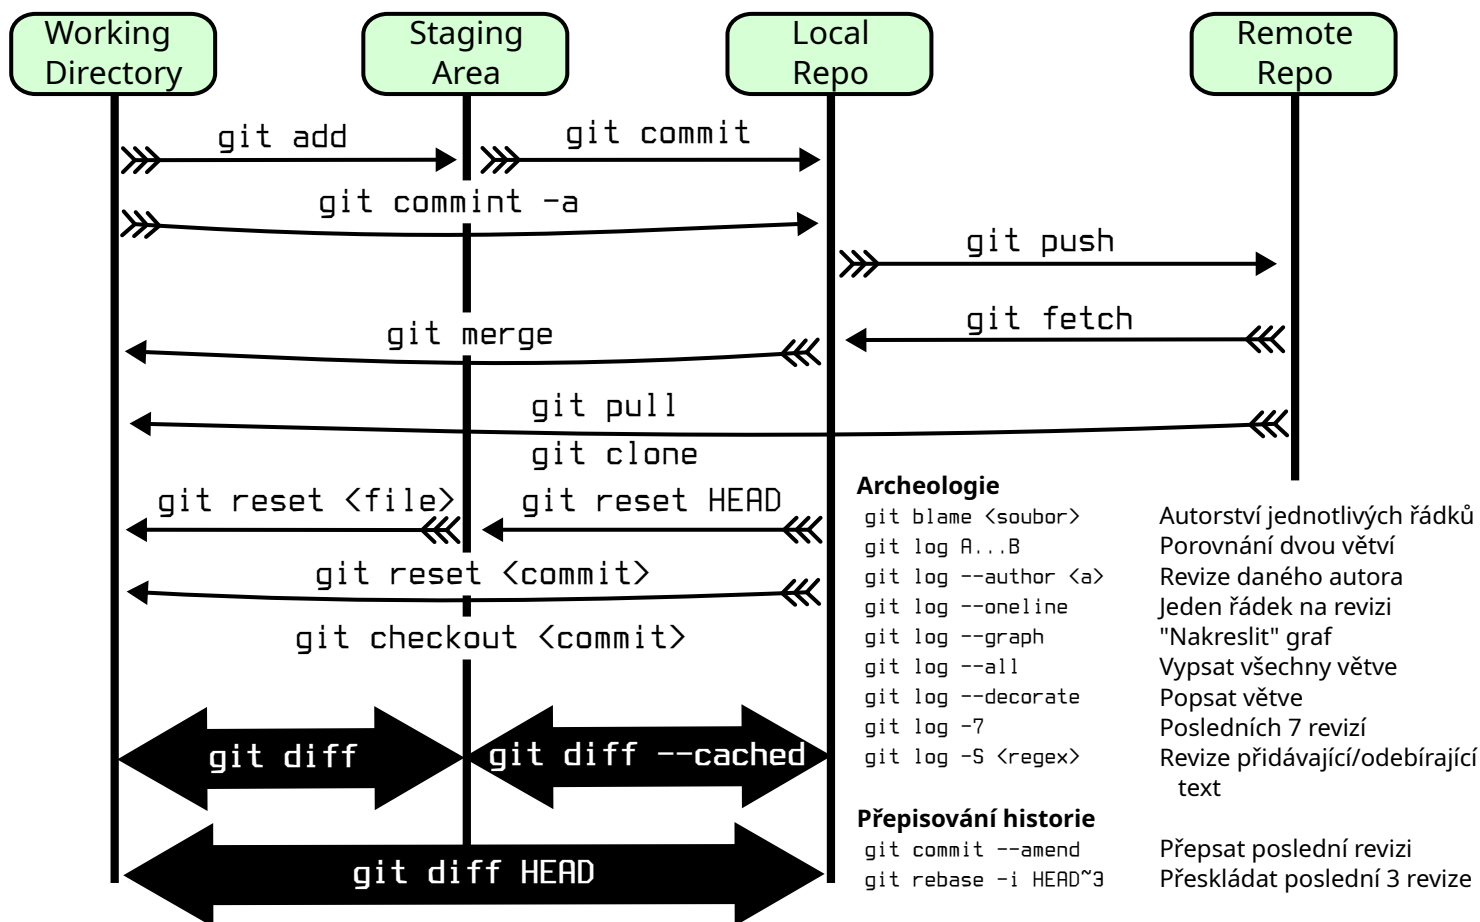 Working
Directory
Staging
Area
Local
Repo
Remote
Repo
git add
git commit
git commint -a
git push
git fetch
git merge
git pull
git clone
git reset <file>
git reset HEAD
git reset <commit>
git checkout <commit>
git diff
git diff --cached
git diff HEAD
Archeologie
git blame <soubor> Autorství jednotlivých řádků
git log A...B Porovnání dvou větví
git log --author <a> Revize daného autora
git log --oneline Jeden řádek na revizi
git log --graph "Nakreslit" graf
git log --all Vypsat všechny větve
git log --decorate Popsat větve
git log -7 Posledních 7 revizí
git log -S <regex> Revize přidávající/odebírající
text
Přepisování historie
git commit --amend Přepsat poslední revizi
git rebase -i HEAD~3 Přeskládat poslední 3 revize